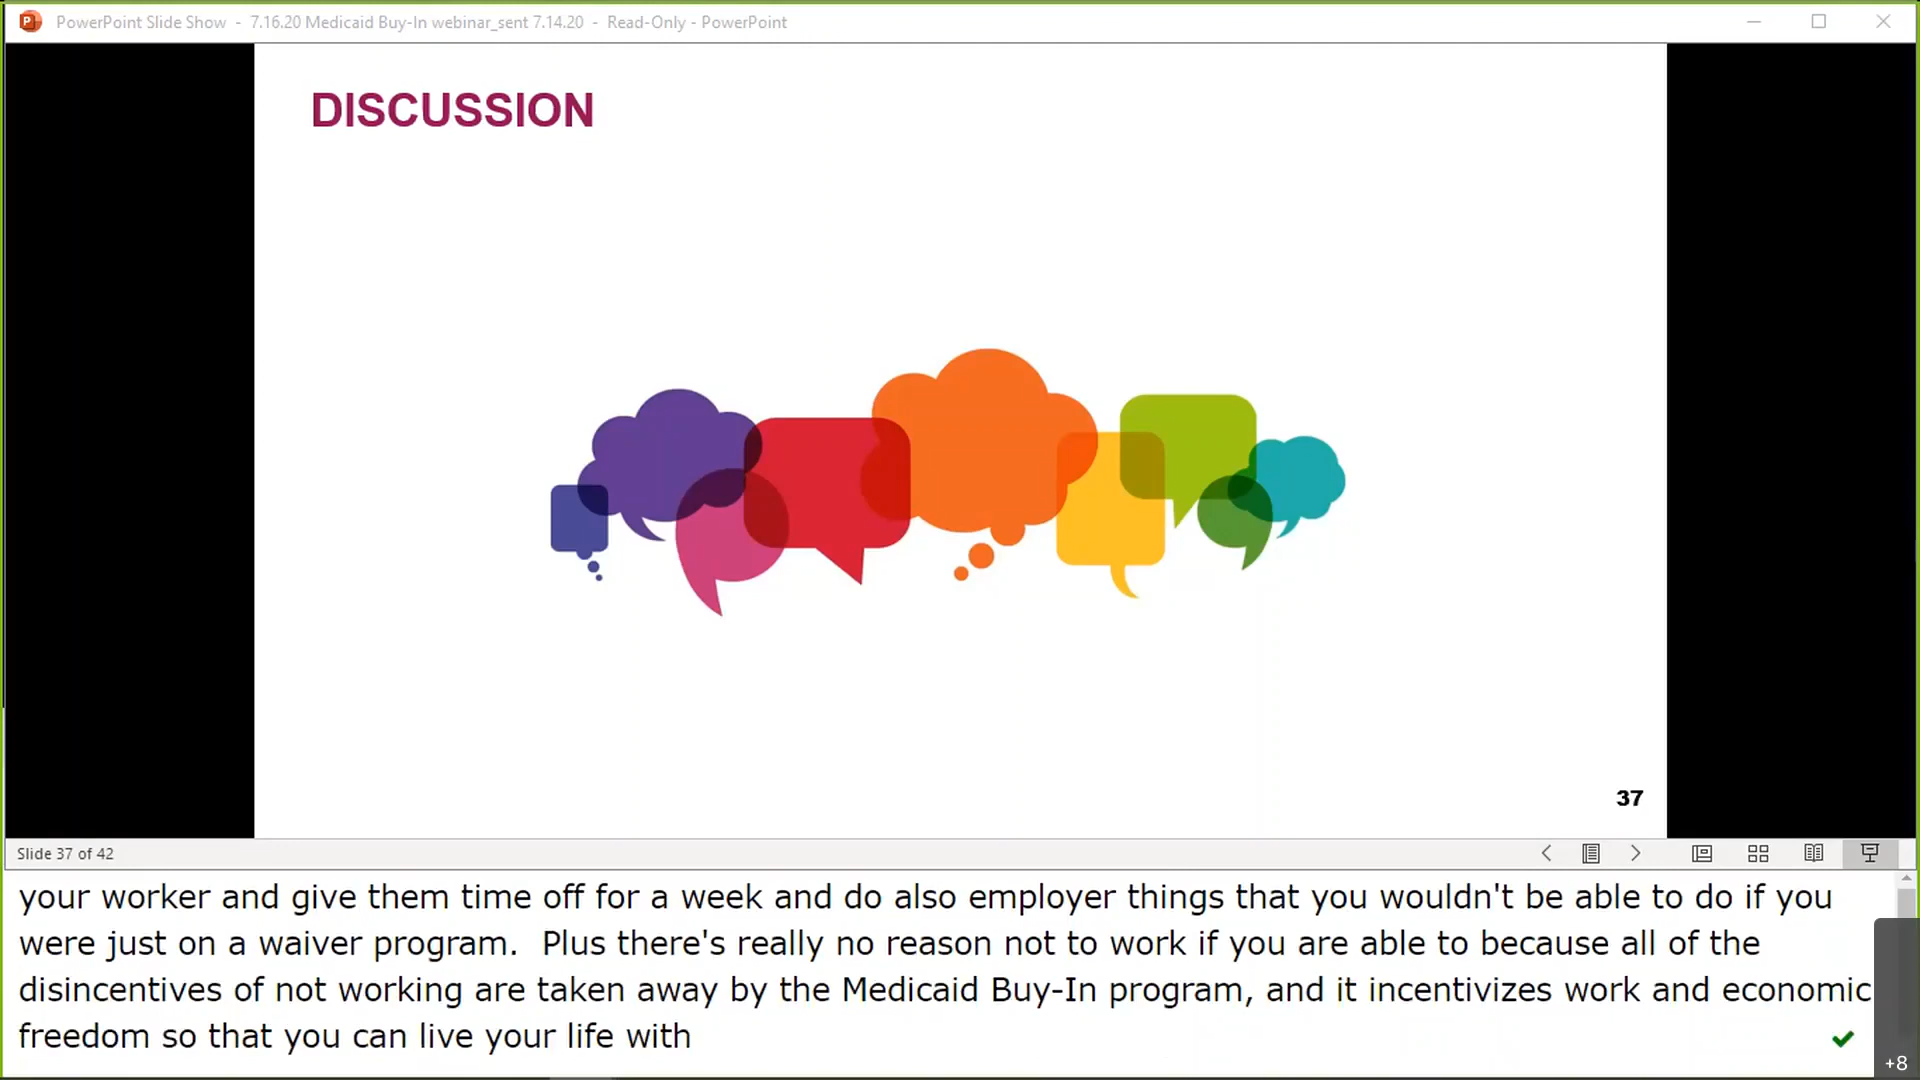 P PowerPoint Slide Show - 7.16.20 Medicaid Buy-In webinar_sent 7.14.20 - Read-Only - PowerPoint
DISCUSSION
37
Slide 37 of 42
your worker and give them time off for a week and do also employer things that you wouldn't be able to do if you
were just on a waiver program.  Plus there's really no reason not to work if you are able to because all of the
disincentives of not working are taken away by the Medicaid Buy-In program, and it incentivizes work and economic
freedom so that you can live your life with
+8